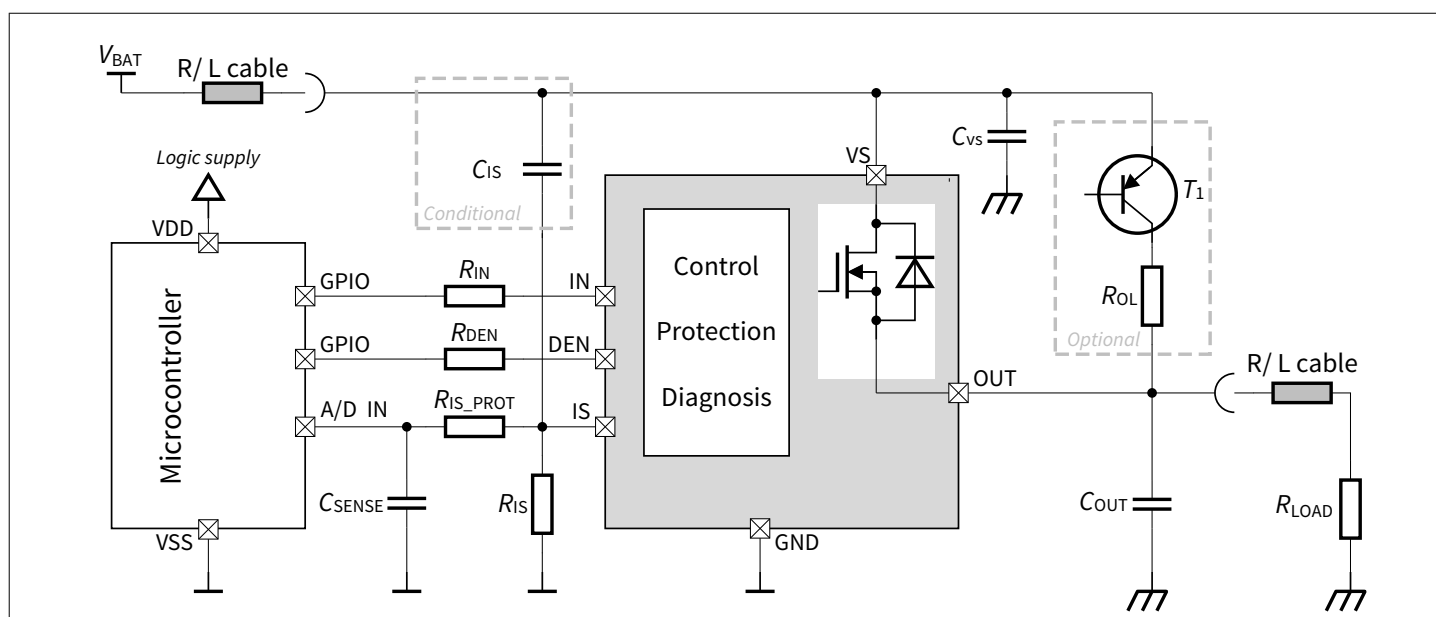 VBAT
R/ L cable
Logic supply
CIS
Conditional
VS
CVS
T1
VDD
GPIO
RIN
IN
Control
ROL
Optional
GPIO
RDEN
DEN
Protection
R/ L cable
OUT
Microcontroller
A/D IN
RIS_PROT
IS
Diagnosis
CSENSE
RIS
COUT
RLOAD
VSS
GND